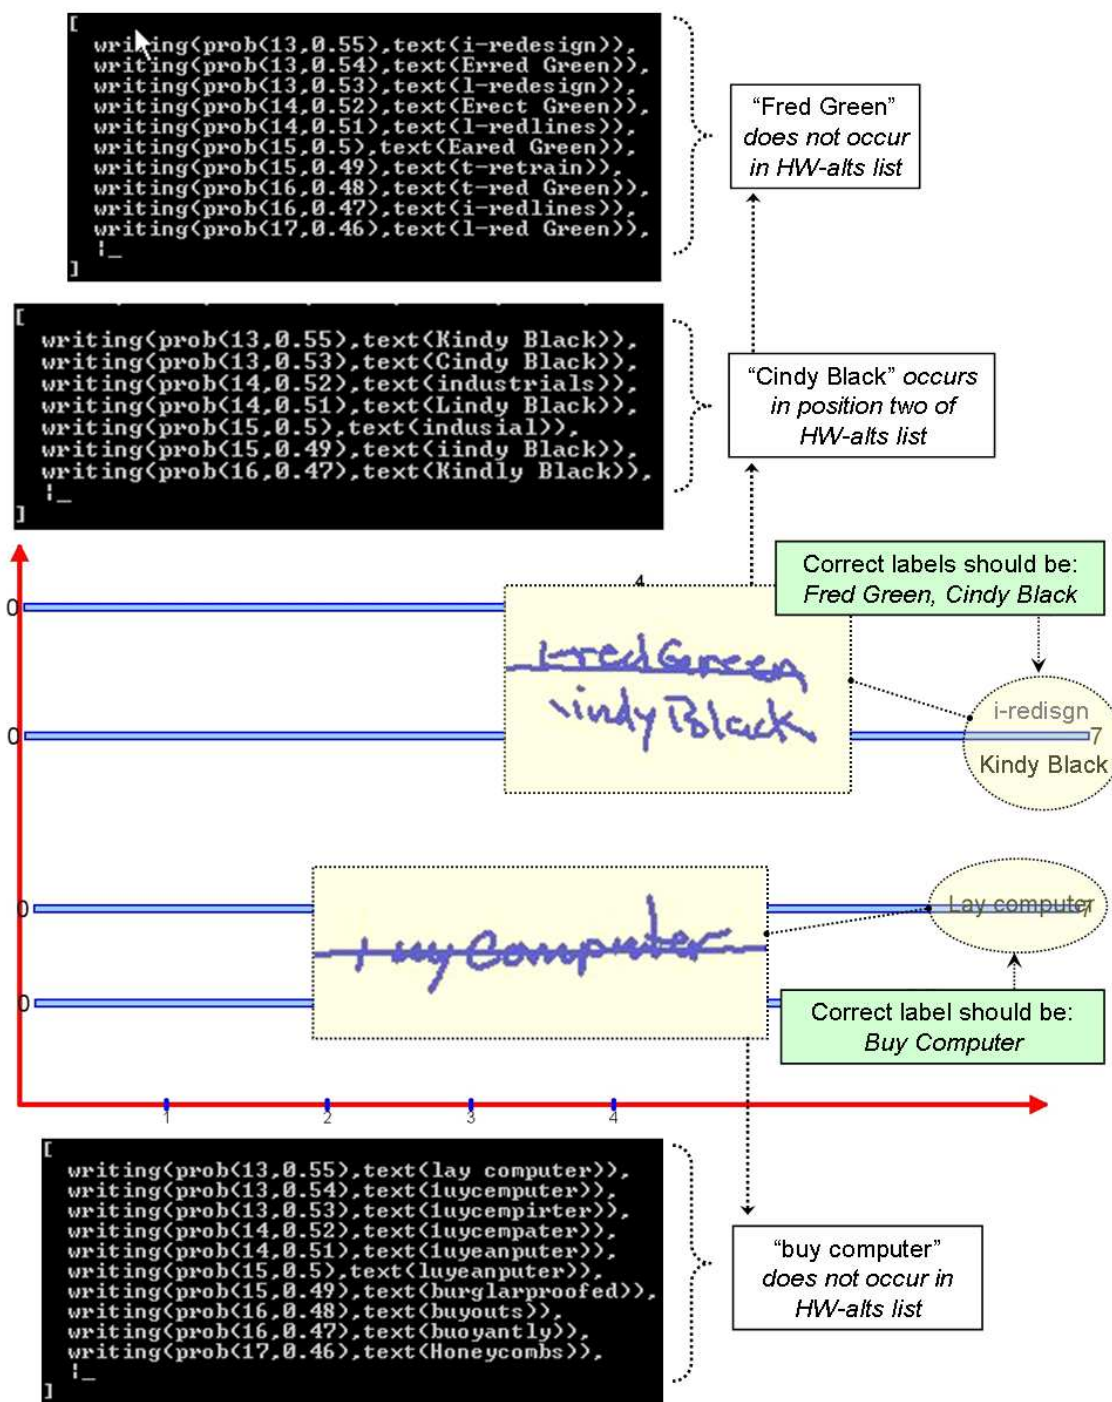 [
writing(prob(13,0.55),text(i-redesign)),
writing(prob(13,0.54),text(Erred Green)),
writing(prob(13,0.53),text(l-redesign)),
writing(prob(14,0.52),text(Erect Green)),
writing(prob(14,0.51),text(l-redlines)),
writing(prob(15,0.5),text(Eared Green)),
writing(prob(15,0.49),text(t-retrain)),
writing(prob(16,0.48),text(t-red Green)),
writing(prob(16,0.47),text(i-redlines)),
writing(prob(17,0.46),text(l-red Green)),
¦_
]
“Fred Green”
does not occur
in HW-alts list
[
writing(prob(13,0.55),text(Kindy Black)),
writing(prob(13,0.53),text(Cindy Black)),
writing(prob(14,0.52),text(industrials)),
writing(prob(14,0.51),text(Lindy Black)),
writing(prob(15,0.5),text(indusial)),
writing(prob(15,0.49),text(iindy Black)),
writing(prob(16,0.47),text(Kindly Black)),
¦_
]
“Cindy Black” occurs
in position two of
HW-alts list
Correct labels should be:
Fred Green, Cindy Black
4
0
Fred Green
0
Cindy Black
i-redisgn
7
Kindy Black
0
Lay computer
7
buy Computer
0
Correct label should be:
Buy Computer
1 2 3 4
[
writing(prob(13,0.55),text(lay computer)),
writing(prob(13,0.54),text(1uycemputer)),
writing(prob(13,0.53),text(1uycempirter)),
writing(prob(14,0.52),text(1uycempater)),
writing(prob(14,0.51),text(1uyeanputer)),
writing(prob(15,0.5),text(luyeanputer)),
writing(prob(15,0.49),text(burglarproofed)),
writing(prob(16,0.48),text(buyouts)),
writing(prob(16,0.47),text(buoyantly)),
writing(prob(17,0.46),text(Honeycombs)),
¦_
]
“buy computer”
does not occur in
HW-alts list